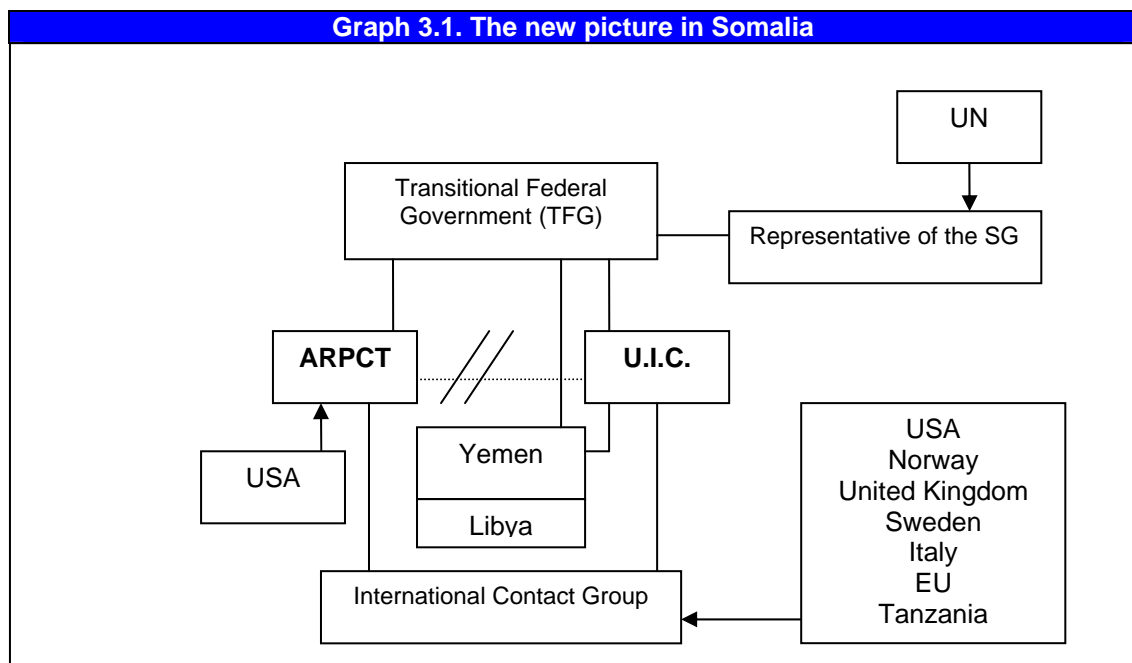 Graph 3.1. The new picture in Somalia
UN
Transitional Federal
Government (TFG)
Representative of the SG
ARPCT
U.I.C.
USA
Yemen
Libya
USA
Norway
United Kingdom
Sweden
Italy
EU
Tanzania
International Contact Group